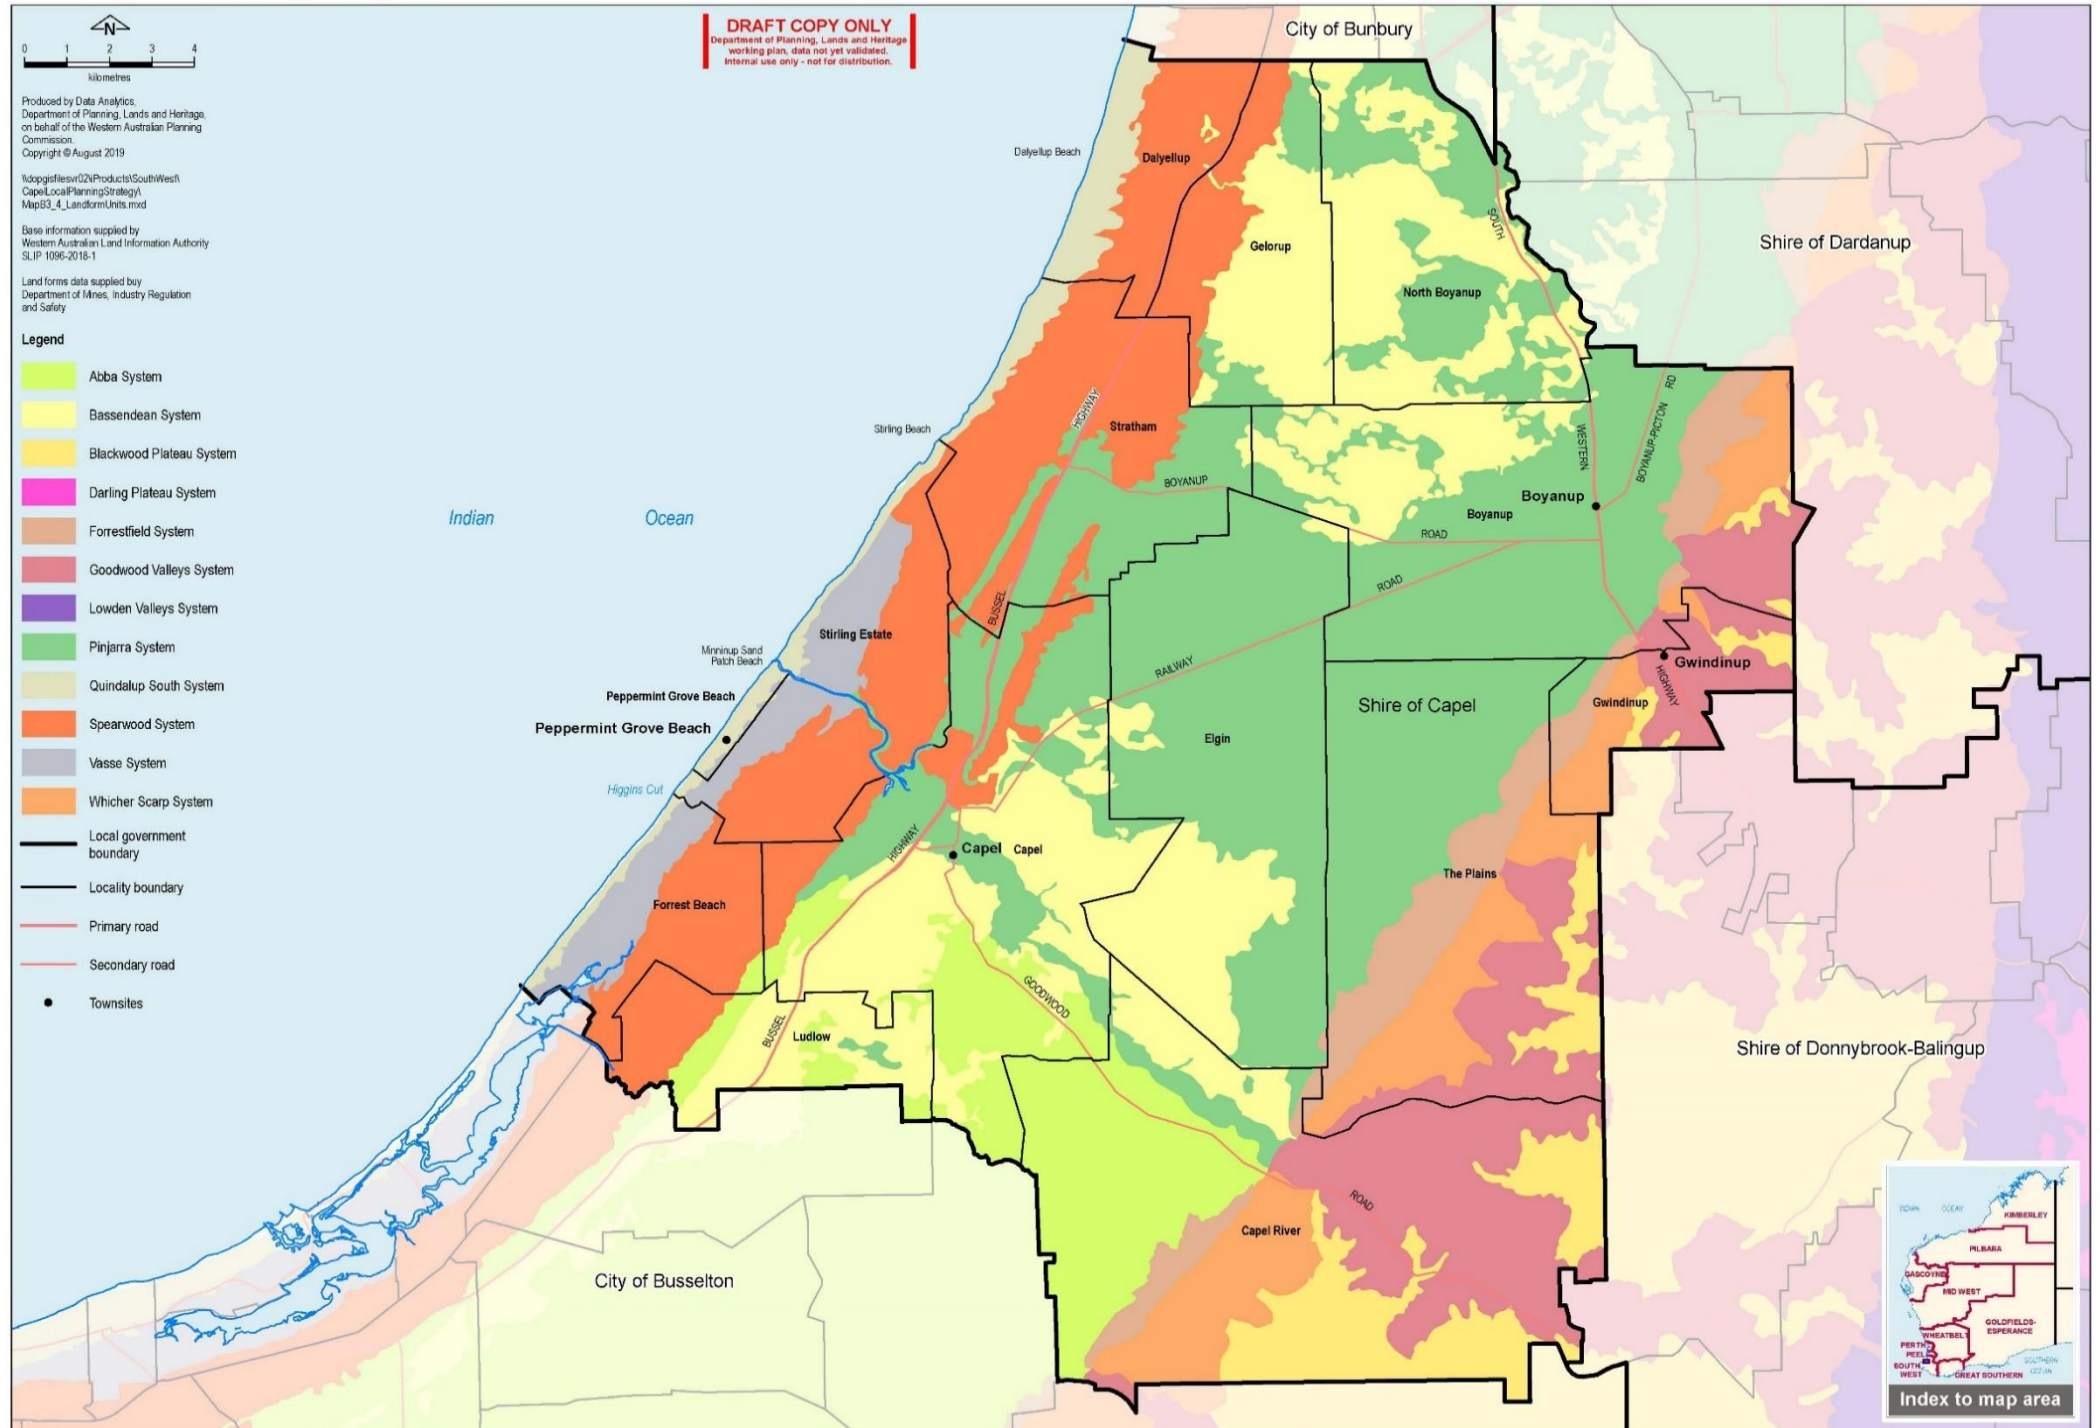 N
0 1 2 3 4
kilometres
Produced by Data Analytics,
Department of Planning, Lands and Heritage,
on behalf of the Western Australian Planning
Commission.
Copyright © August 2019
\\dopgisfilesvr02\iProducts\SouthWest\
CapelLocalPlanningStrategy\
MapB3_4_LandformUnits.mxd
Base information supplied by
Western Australian Land Information Authority
SLIP 1096-2018-1
Land forms data supplied buy
Department of Mines, Industry Regulation
and Safety
Legend
Abba System
Bassendean System
Blackwood Plateau System
Darling Plateau System
Forrestfield System
Goodwood Valleys System
Lowden Valleys System
Pinjarra System
Quindalup South System
Spearwood System
Vasse System
Whicher Scarp System
Local government
boundary
Locality boundary
Primary road
Secondary road
Townsites
DRAFT COPY ONLY
Department of Planning, Lands and Heritage
working plan, data not yet validated.
Internal use only - not for distribution.
City of Bunbury
Dalyellup Beach
Dalyellup
SOUTH
Shire of Dardanup
Gelorup
North Boyanup
HIGHWAY
BOYANUP-PICTON RD
Stirling Beach
Stratham
WESTERN
BOYANUP
Boyanup
Boyanup
Indian Ocean
ROAD
ROAD
BUSSEL
Stirling Estate
Minninup Sand
Patch Beach
RAILWAY
Gwindinup
HIGHWAY
Peppermint Grove Beach
Peppermint Grove Beach
Shire of Capel
Gwindinup
Elgin
Higgins Cut
HIGHWAY
Capel
Capel
The Plains
Forrest Beach
GOODWOOD
BUSSEL
Ludlow
Shire of Donnybrook-Balingup
ROAD
Capel River
City of Busselton
INDIAN OCEAN
KIMBERLEY
PILBARA
GASCOYNE
MID WEST
GOLDFIELDS-
ESPERANCE
WHEATBELT
PERTH
PEEL
SOUTH
WEST
GREAT SOUTHERN
SOUTHERN
OCEAN
Index to map area